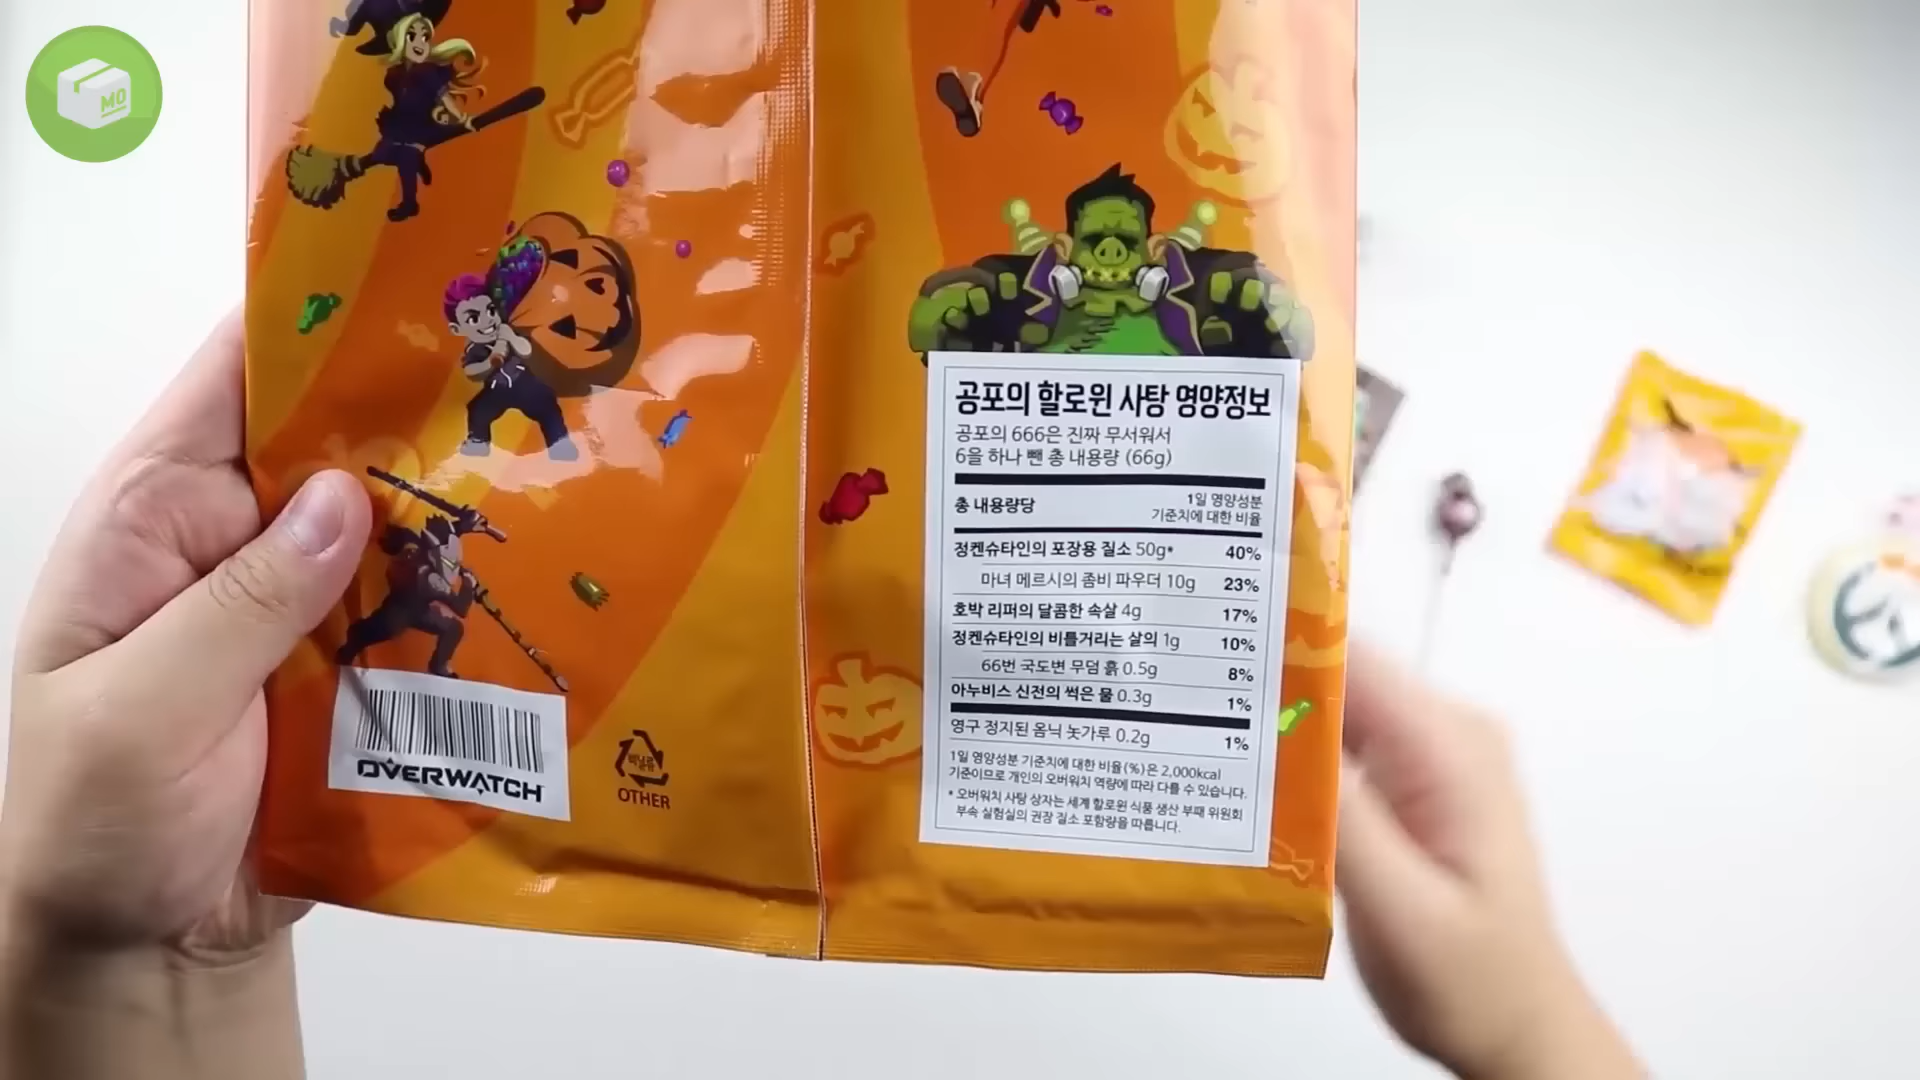 MO
공포의 할로윈 사탕 영양정보
공포의 666은 진짜 무서워서
6을 하나 뺀 총 내용량 (66g)
총 내용량당
1일 영양성분
기준치에 대한 비율
정켄슈타인의 포장용 질소 50g* 40%
마녀 메르시의 좀비 파우더 10g 23%
호박 리퍼의 달콤한 속살 4g 17%
정켄슈타인의 비틀거리는 살의 1g 10%
66번 국도변 무덤 흙 0.5g 8%
아누비스 신전의 썩은 물 0.3g 1%
영구 정지된 옴닉 놋가루 0.2g 1%
1일 영양성분 기준치에 대한 비율(%)은 2,000kcal
기준이므로 개인의 오버워치 역량에 따라 다를 수 있습니다.
* 오버워치 사탕 상자는 세계 할로윈 식품 생산 부패 위원회
부속 실험실의 권장 질소 포함량을 따릅니다.
OVERWATCH
비닐류
OTHER